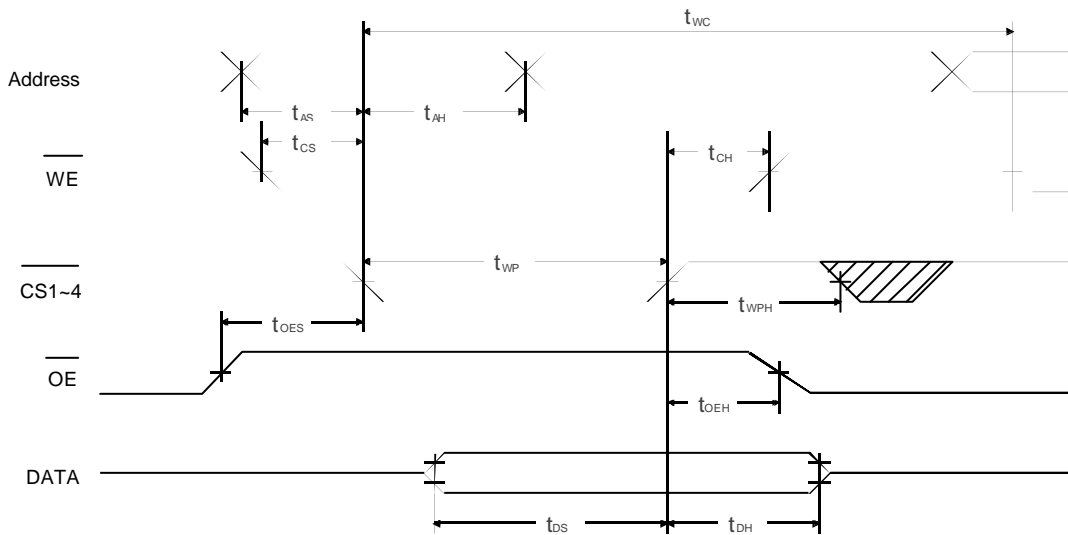 tWC
Address
tAS
tAH
tCS
tCH
WE
tWP
CS1~4
tWPH
tOES
OE
tOEH
DATA
tDS
tDH